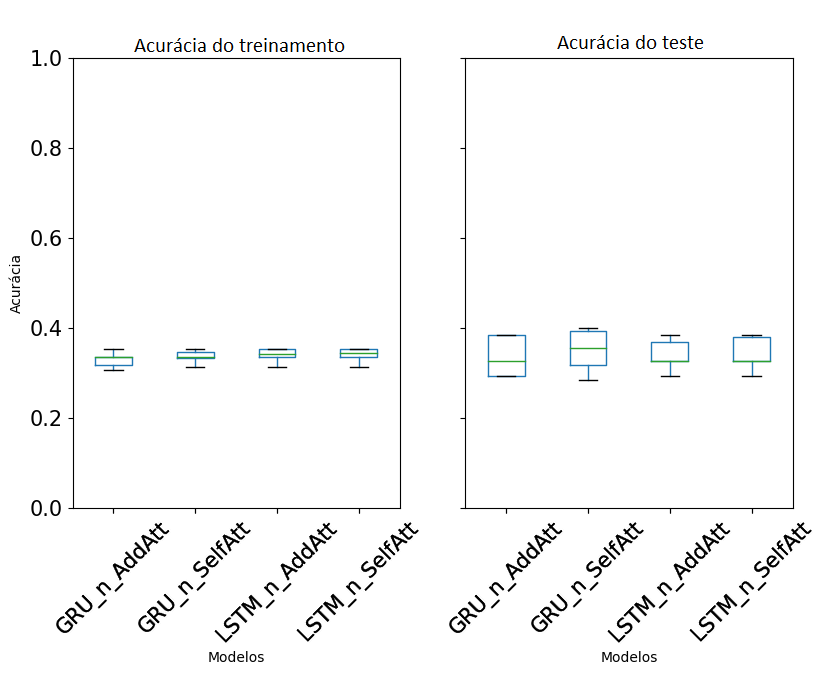 Acurácia do treinamento
Acurácia do teste
Acurácia
1.0
0.8
0.6
0.4
0.2
0.0
GRU_n_AddAtt
GRU_n_SelfAtt
LSTM_n_AddAtt
LSTM_n_SelfAtt
GRU_n_AddAtt
GRU_n_SelfAtt
LSTM_n_AddAtt
LSTM_n_SelfAtt
Modelos
Modelos